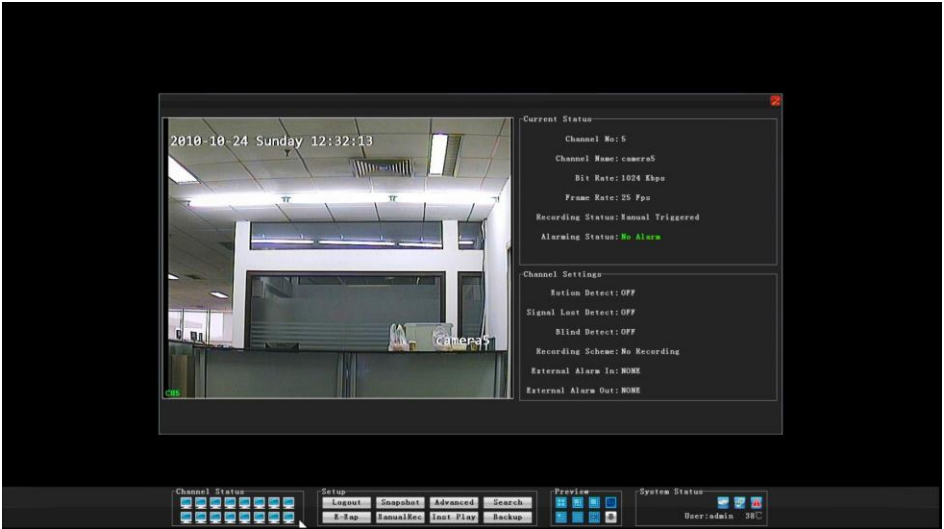 2010-10-24 Sunday 12:32:13
camera5
CH5
Current Status
Channel No:5
Channel Name:camera5
Bit Rate:1024 Kbps
Frame Rate:25 Fps
Recording Status:Manual Triggered
Alarming Status:No Alarm
Channel Settings
Motion Detect:OFF
Signal Lost Detect:OFF
Blind Detect:OFF
Recording Scheme:No Recording
External Alarm In:NONE
External Alarm Out:NONE
Channel Status
Setup
Logout Snapshot Advanced Search
E-Map ManualRec Inst Play Backup
Preview
System Status
User:admin 38℃